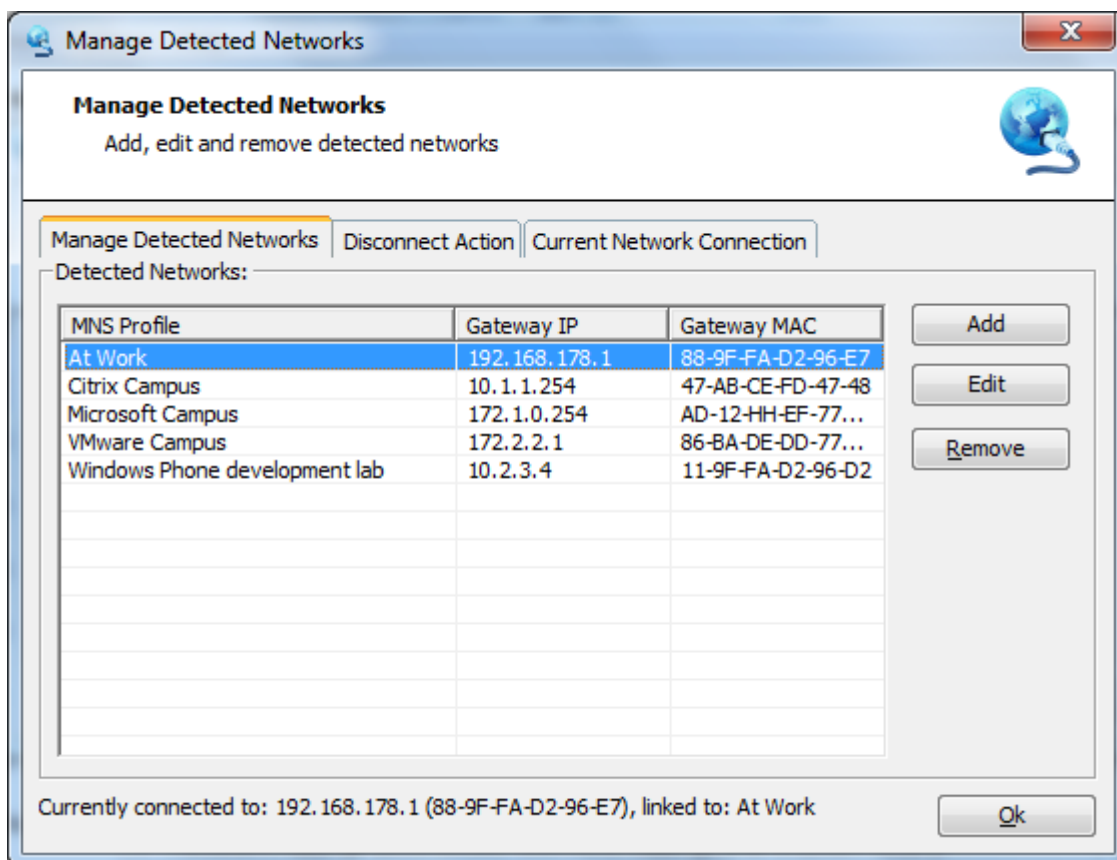 Manage Detected Networks
Manage Detected Networks
Add, edit and remove detected networks
Manage Detected Networks Disconnect Action Current Network Connection
Detected Networks:
MNS Profile Gateway IP Gateway MAC Add
At Work 192.168.178.1 88-9F-FA-D2-96-E7
Citrix Campus 10.1.1.254 47-AB-CE-FD-47-48 Edit
Microsoft Campus 172.1.0.254 AD-12-HH-EF-77...
VMware Campus 172.2.2.1 86-BA-DE-DD-77... Remove
Windows Phone development lab 10.2.3.4 11-9F-FA-D2-96-D2
Currently connected to: 192.168.178.1 (88-9F-FA-D2-96-E7), linked to: At Work Ok